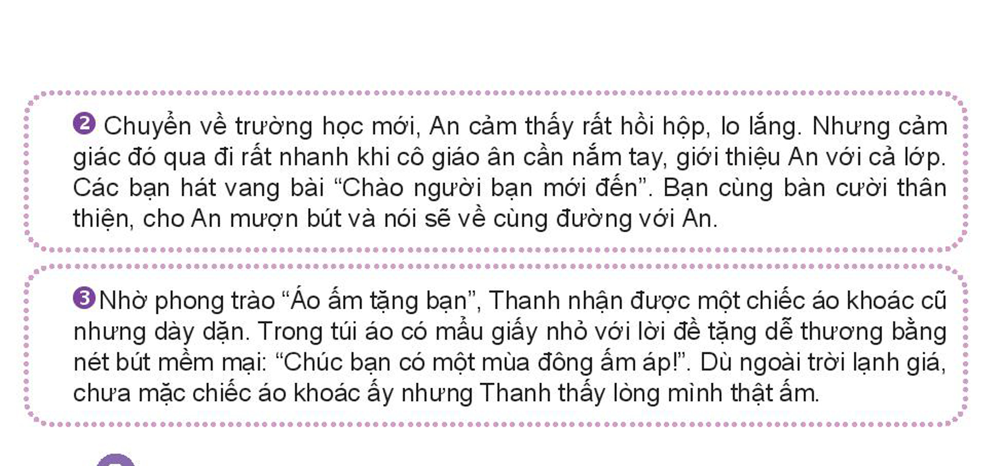 2 Chuyển về trường học mới, An cảm thấy rất hồi hộp, lo lắng. Nhưng cảm
giác đó qua đi rất nhanh khi cô giáo ân cần nắm tay, giới thiệu An với cả lớp.
Các bạn hát vang bài “Chào người bạn mới đến”. Bạn cùng bàn cười thân
thiện, cho An mượn bút và nói sẽ về cùng đường với An.
3 Nhờ phong trào “Áo ấm tặng bạn”, Thanh nhận được một chiếc áo khoác cũ
nhưng dày dặn. Trong túi áo có mẩu giấy nhỏ với lời đề tặng dễ thương bằng
nét bút mềm mại: “Chúc bạn có một mùa đông ấm áp!”. Dù ngoài trời lạnh giá,
chưa mặc chiếc áo khoác ấy nhưng Thanh thấy lòng mình thật ấm.